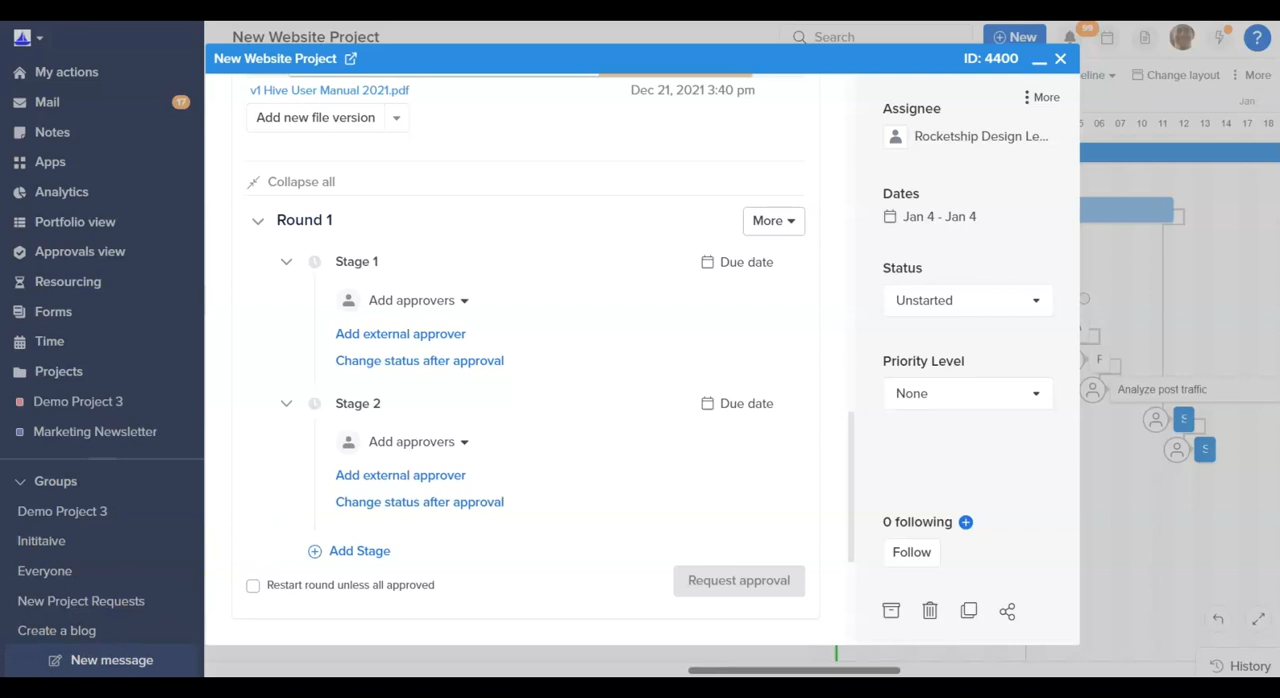 New Website Project
Search
New
99
?
New Website Project
ID: 4400
My actions
Mail
17
Notes
Apps
Analytics
Portfolio view
Approvals view
Resourcing
Forms
Time
Projects
Demo Project 3
Marketing Newsletter
Groups
Demo Project 3
Inititaive
Everyone
New Project Requests
Create a blog
New message
v1 Hive User Manual 2021.pdf
Dec 21, 2021 3:40 pm
Add new file version
Collapse all
Round 1
More
Stage 1
Due date
Add approvers
Add external approver
Change status after approval
Stage 2
Due date
Add approvers
Add external approver
Change status after approval
Add Stage
Restart round unless all approved
Request approval
More
Assignee
Rocketship Design Le...
Dates
Jan 4 - Jan 4
Status
Unstarted
Priority Level
None
0 following
Follow
eline
Change layout
More
Jan
06 07 10 11 12 13 14 17 18
F
Analyze post traffic
S
S
History